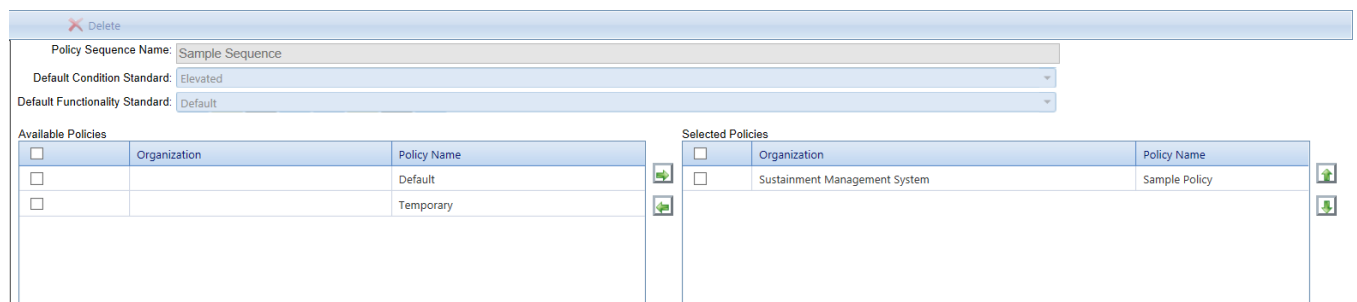 Delete
Policy Sequence Name: Sample Sequence
Default Condition Standard: Elevated
Default Functionality Standard: Default
Available Policies
Organization Policy Name
Default
Temporary
Selected Policies
Organization Policy Name
Sustainment Management System Sample Policy